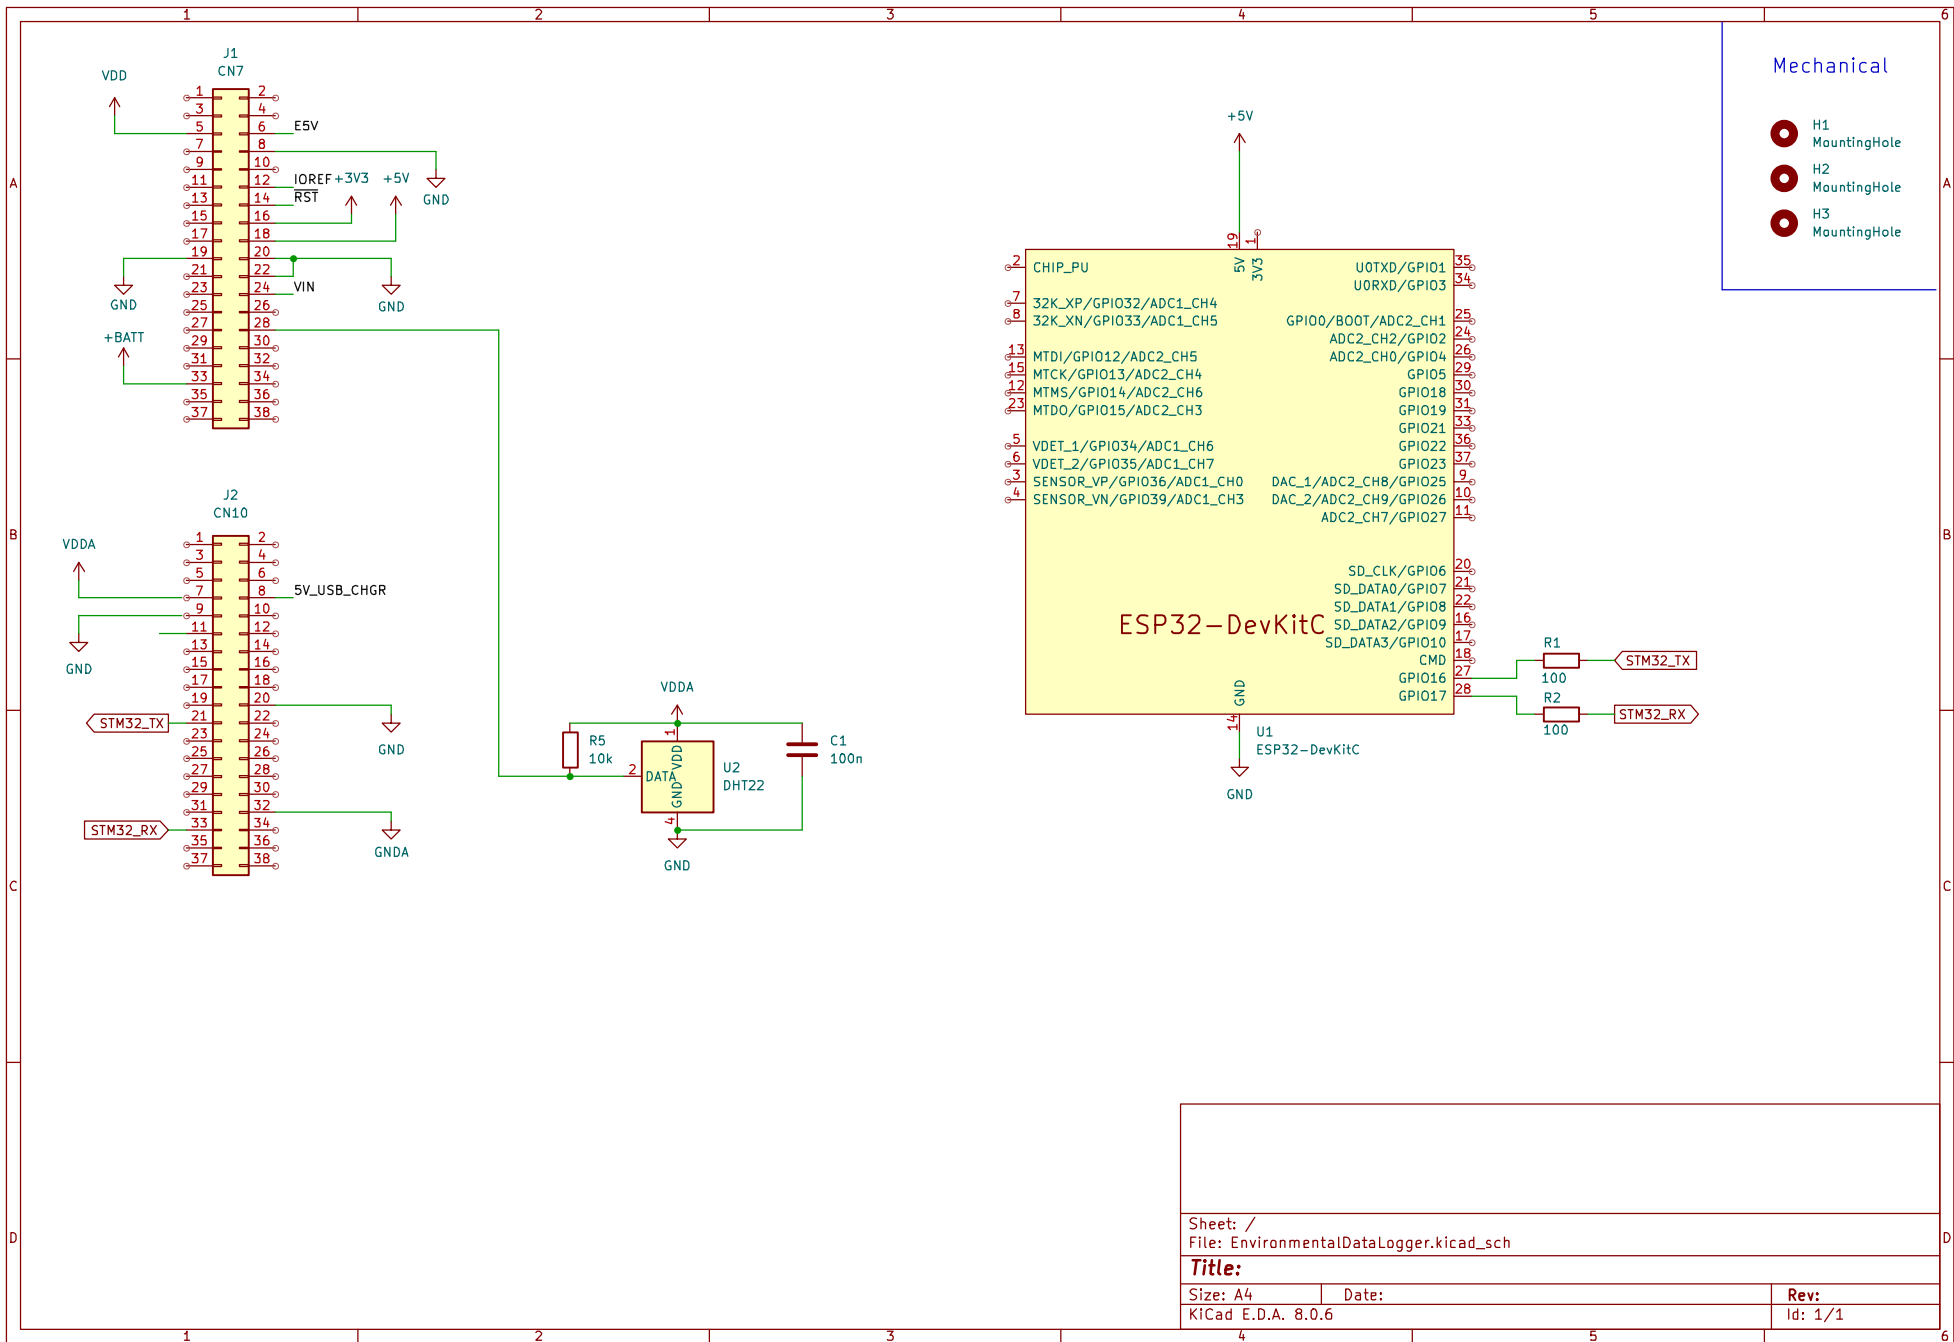 1 2 3 4 5 6
A B C D
J1
CN7
VDD
1 2
3 4
5 6 E5V
7 8
9 10
11 12 IOREF +3V3 +5V
13 14 RST
GND
15 16
17 18
19 20
21 22
23 24 VIN
GND GND
25 26
27 28
+BATT
29 30
31 32
33 34
35 36
37 38
J2
CN10
VDDA
1 2
3 4
5 6
7 8 5V_USB_CHGR
9 10
11 12
GND
13 14
15 16
17 18
19 20
STM32_TX 21 22
GND
23 24
25 26
27 28
29 30
31 32
STM32_RX 33 34
GNDA
35 36
37 38
VDDA
R5
10k
1
VDD
2 DATA
GND
4
U2
DHT22
C1
100n
GND
+5V
19 1
5V 3V3
2 CHIP_PU
7 32K_XP/GPIO32/ADC1_CH4
8 32K_XN/GPIO33/ADC1_CH5
13 MTDI/GPIO12/ADC2_CH5
15 MTCK/GPIO13/ADC2_CH4
12 MTMS/GPIO14/ADC2_CH6
23 MTDO/GPIO15/ADC2_CH3
5 VDET_1/GPIO34/ADC1_CH6
6 VDET_2/GPIO35/ADC1_CH7
3 SENSOR_VP/GPIO36/ADC1_CH0
4 SENSOR_VN/GPIO39/ADC1_CH3
U0TXD/GPIO1 35
U0RXD/GPIO3 34
GPIO0/BOOT/ADC2_CH1 25
ADC2_CH2/GPIO2 24
ADC2_CH0/GPIO4 26
GPIO5 29
GPIO18 30
GPIO19 31
GPIO21 33
GPIO22 36
GPIO23 37
DAC_1/ADC2_CH8/GPIO25 9
DAC_2/ADC2_CH9/GPIO26 10
ADC2_CH7/GPIO27 11
SD_CLK/GPIO6 20
SD_DATA0/GPIO7 21
SD_DATA1/GPIO8 22
SD_DATA2/GPIO9 16
SD_DATA3/GPIO10 17
CMD 18
GPIO16 27
GPIO17 28
ESP32-DevKitC
GND
14
U1
ESP32-DevKitC
GND
R1
100
STM32_TX
R2
100
STM32_RX
Mechanical
H1
MountingHole
H2
MountingHole
H3
MountingHole
Sheet: /
File: EnvironmentalDataLogger.kicad_sch
Title:
Size: A4 Date: Rev:
KiCad E.D.A. 8.0.6 Id: 1/1
A B C D
1 2 3 4 5 6